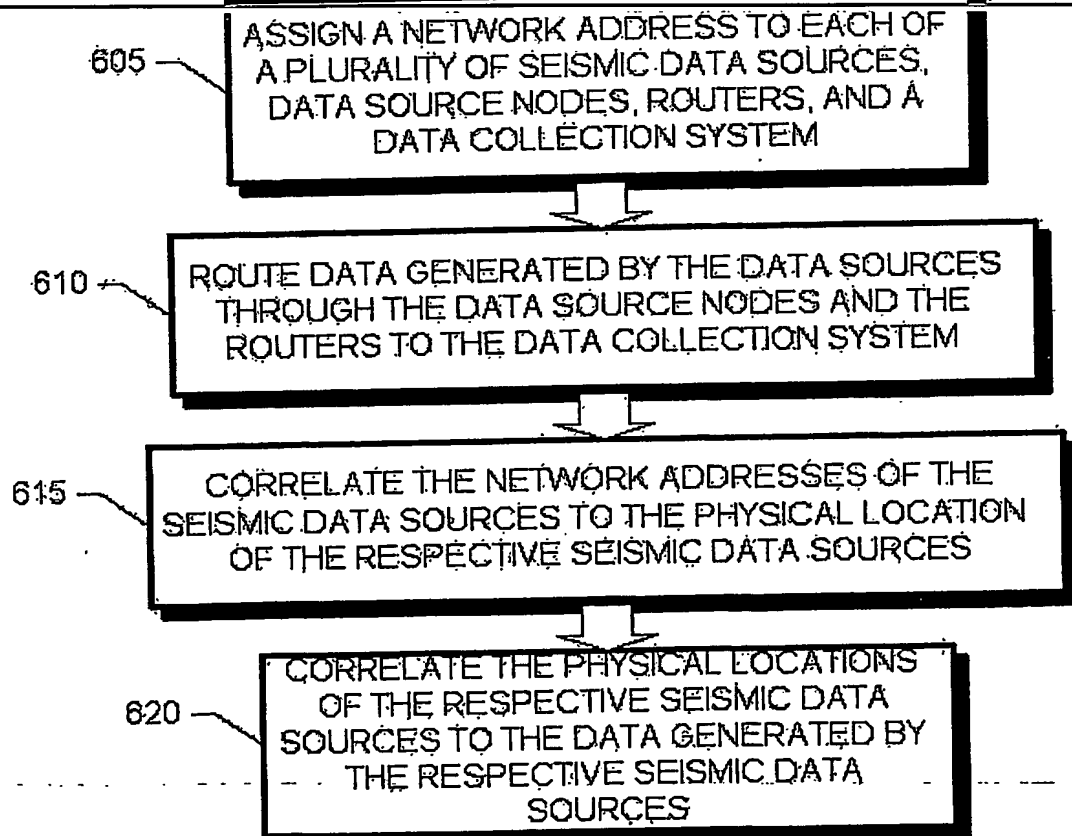 605
ASSIGN A NETWORK ADDRESS TO EACH OF
A PLURALITY OF SEISMIC DATA SOURCES,
DATA SOURCE NODES, ROUTERS, AND A
DATA COLLECTION SYSTEM
610
ROUTE DATA GENERATED BY THE DATA SOURCES
THROUGH THE DATA SOURCE NODES AND THE
ROUTERS TO THE DATA COLLECTION SYSTEM
615
CORRELATE THE NETWORK ADDRESSES OF THE
SEISMIC DATA SOURCES TO THE PHYSICAL LOCATION
OF THE RESPECTIVE SEISMIC DATA SOURCES
620
CORRELATE THE PHYSICAL LOCATIONS
OF THE RESPECTIVE SEISMIC DATA
SOURCES TO THE DATA GENERATED BY
THE RESPECTIVE SEISMIC DATA
SOURCES